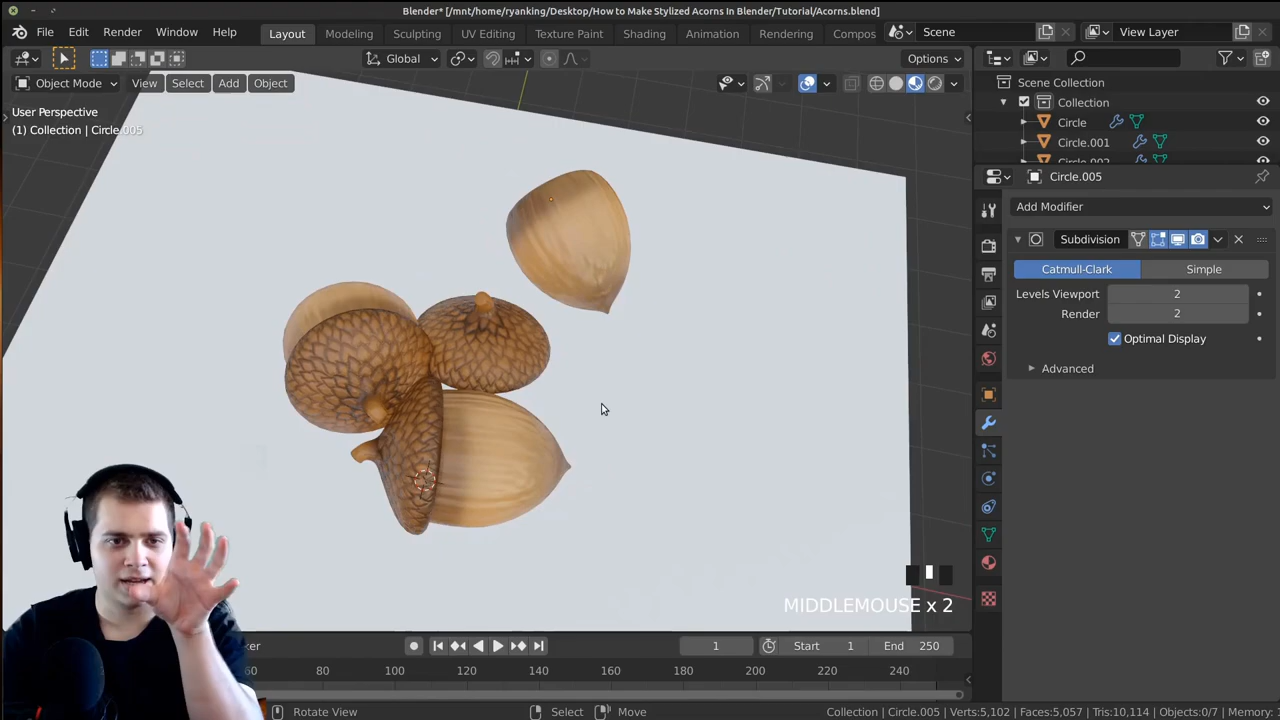 Blender* [/mnt/home/ryanking/Desktop/How to Make Stylized Acorns In Blender/Tutorial/Acorns.blend]
File Edit Render Window Help Layout Modeling Sculpting UV Editing Texture Paint Shading Animation Rendering Compos Scene View Layer
Global Options
Object Mode View Select Add Object
User Perspective
(1) Collection | Circle.005
Scene Collection
Collection
Circle
Circle.001
Circle.005
Add Modifier
Subdivision
Catmull-Clark Simple
Levels Viewport 2
Render 2
Optimal Display
Advanced
MIDDLEMOUSE x 2
ker 1 Start 1 End 250
60 80 100 120 140 160 180 200 220 240
Rotate View Select Move Collection | Circle.005 | Verts:5,102 | Faces:5,057 | Tris:10,114 | Objects:0/7 | Memory: